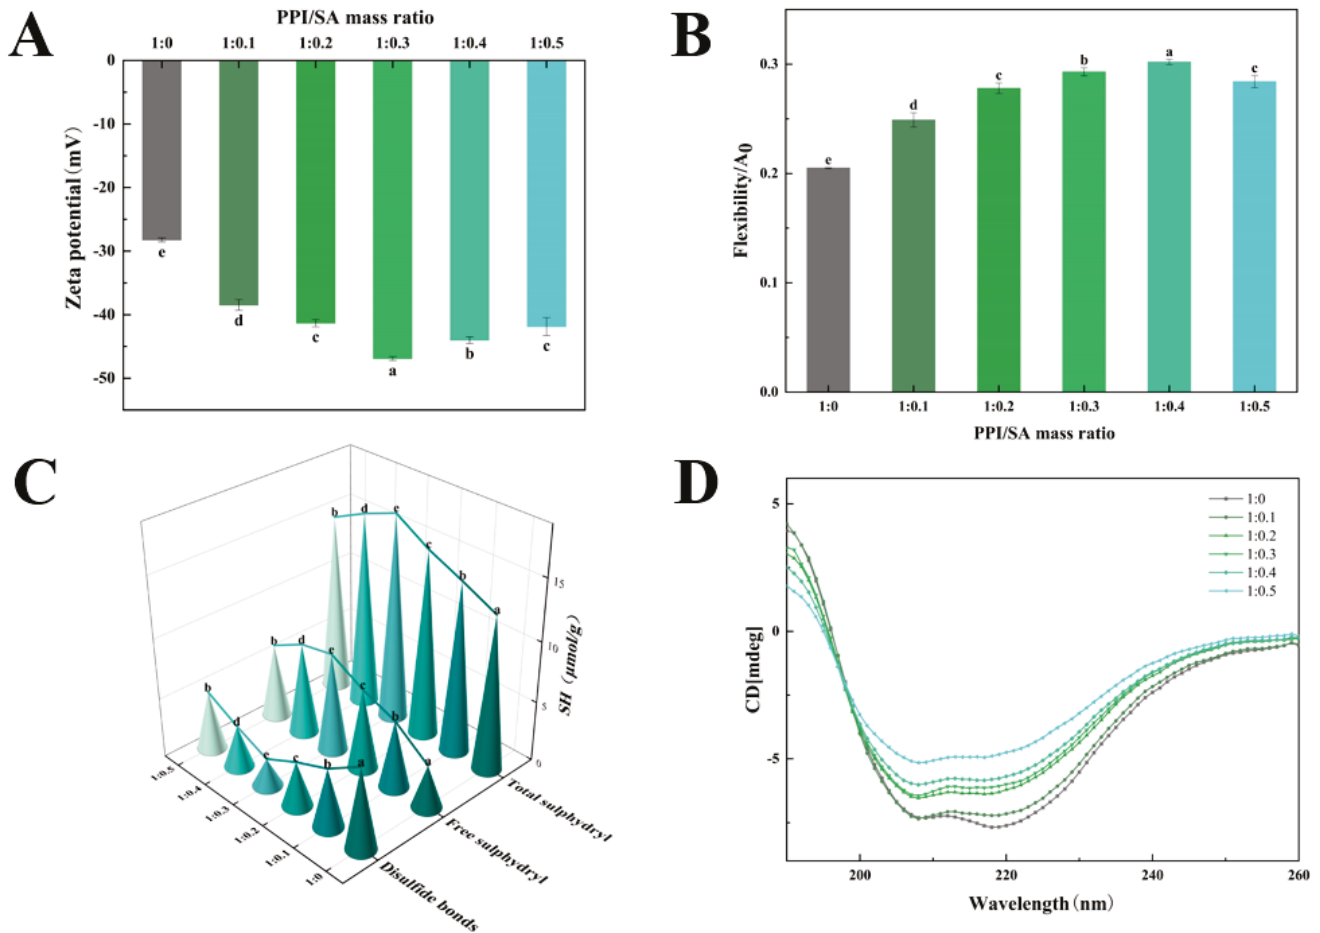 A
PPI/SA mass ratio
1:0 1:0.1 1:0.2 1:0.3 1:0.4 1:0.5
0
-10
-20
-30
-40
-50
Zeta potential (mV)
e d c a b c
B
0.3
0.2
0.1
0.0
Flexibility/A0
e d c b a c
1:0 1:0.1 1:0.2 1:0.3 1:0.4 1:0.5
PPI/SA mass ratio
C
b d e c b a
b d e c b a
b d e c b a
15
10
5
0
SH (μmol/g)
1:0.5
1:0.4
1:0.3
1:0.2
1:0.1
1:0
Total sulphydryl
Free sulphydryl
Disulfide bonds
D
5
0
-5
CD[mdeg]
1:0
1:0.1
1:0.2
1:0.3
1:0.4
1:0.5
200 220 240 260
Wavelength (nm)